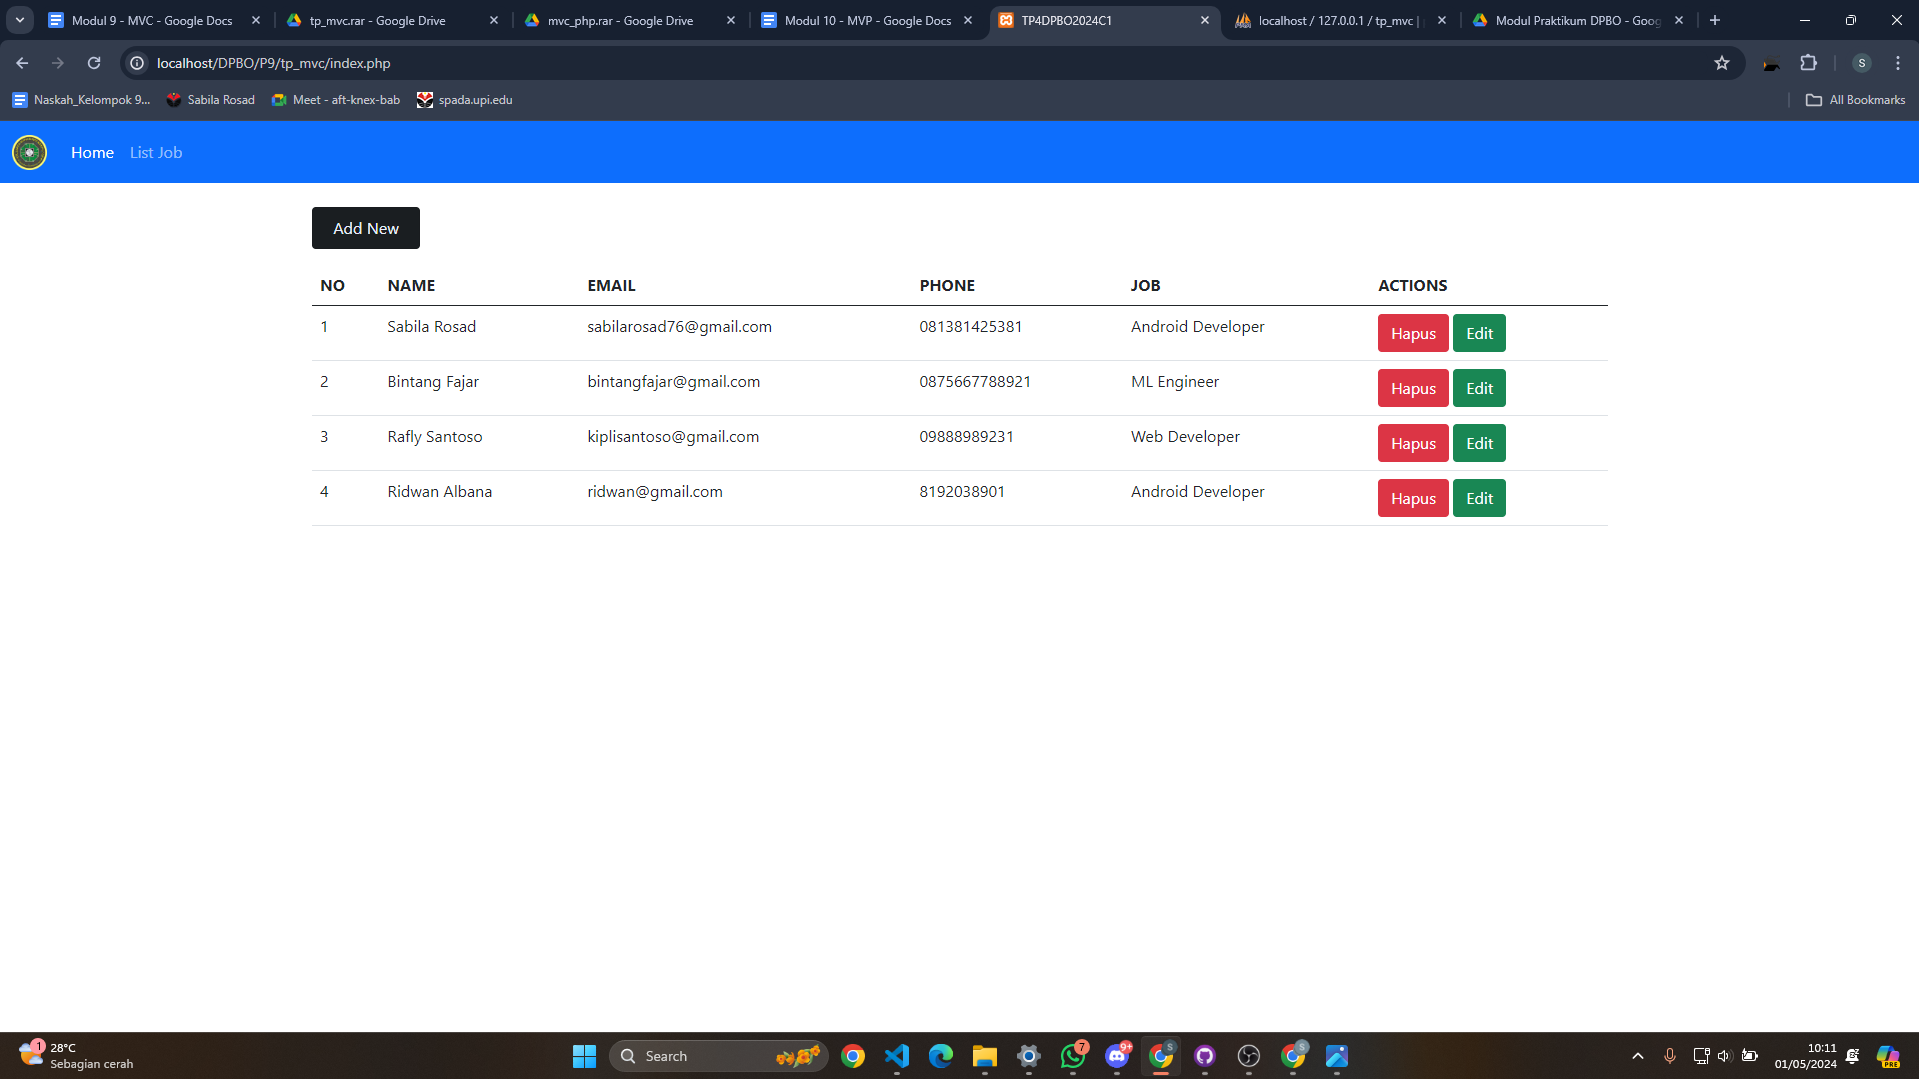 Modul 9 - MVC - Google Docs
tp_mvc.rar - Google Drive
mvc_php.rar - Google Drive
Modul 10 - MVP - Google Docs
TP4DPBO2024C1
localhost / 127.0.0.1 / tp_mvc |
Modul Praktikum DPBO - Goog
localhost/DPBO/P9/tp_mvc/index.php
S
Naskah_Kelompok 9...
Sabila Rosad
Meet - aft-knex-bab
spada.upi.edu
All Bookmarks
Home List Job
Add New
NO NAME EMAIL PHONE JOB ACTIONS
1 Sabila Rosad sabilarosad76@gmail.com 081381425381 Android Developer Hapus Edit
2 Bintang Fajar bintangfajar@gmail.com 0875667788921 ML Engineer Hapus Edit
3 Rafly Santoso kiplisantoso@gmail.com 09888989231 Web Developer Hapus Edit
4 Ridwan Albana ridwan@gmail.com 8192038901 Android Developer Hapus Edit
1
28°C
Sebagian cerah
Search
7
9+
S
S
10:11
01/05/2024
PRE